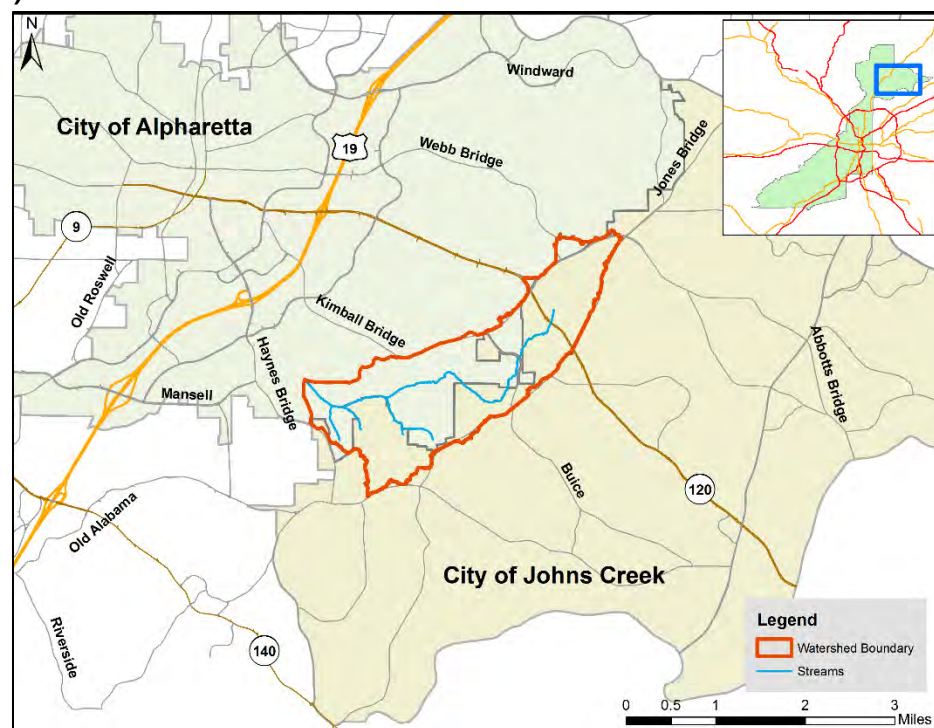 N
Windward
City of Alpharetta
19
Webb Bridge
Jones Bridge
9
Old Roswell
Kimball Bridge
Haynes Bridge
Abbotts Bridge
Mansell
Buice
120
Old Alabama
City of Johns Creek
Riverside
140
Legend
Watershed Boundary
Streams
0 0.5 1 2 3
Miles